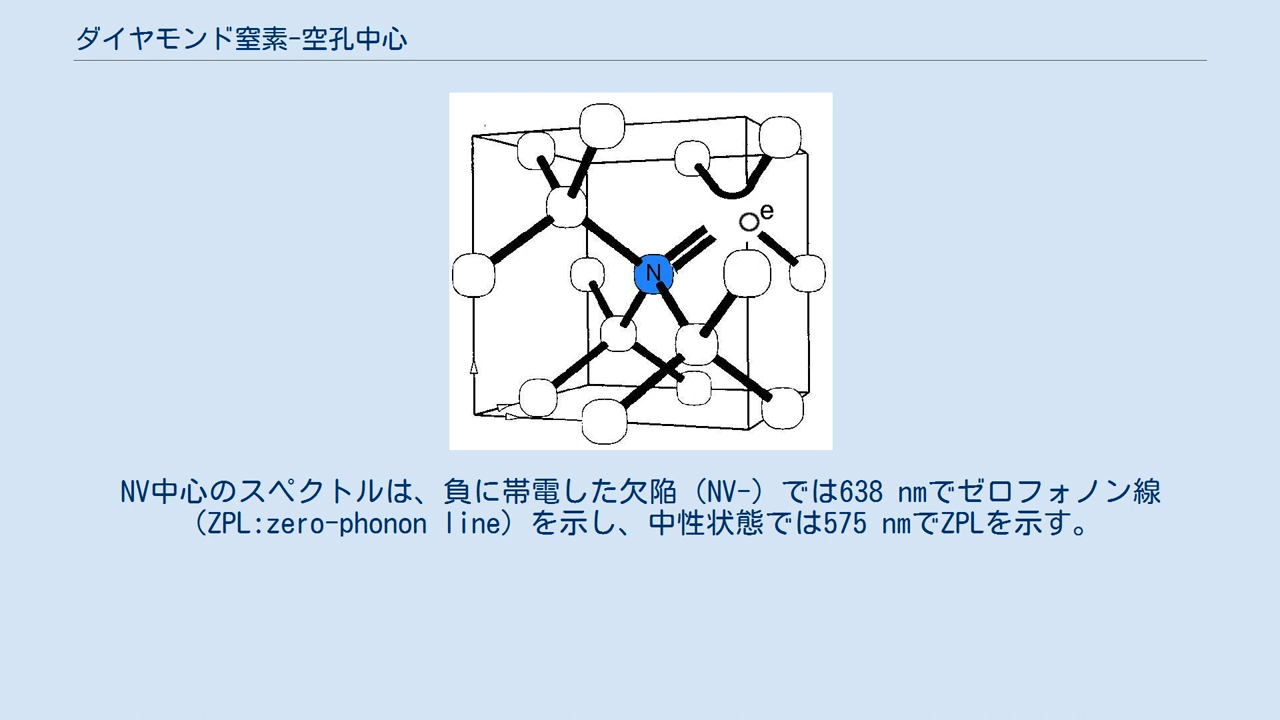 ダイヤモンド窒素-空孔中心
e
N
NV中心のスペクトルは、負に帯電した欠陥（NV-）では638 nmでゼロフォノン線
（ZPL:zero-phonon line）を示し、中性状態では575 nmでZPLを示す。